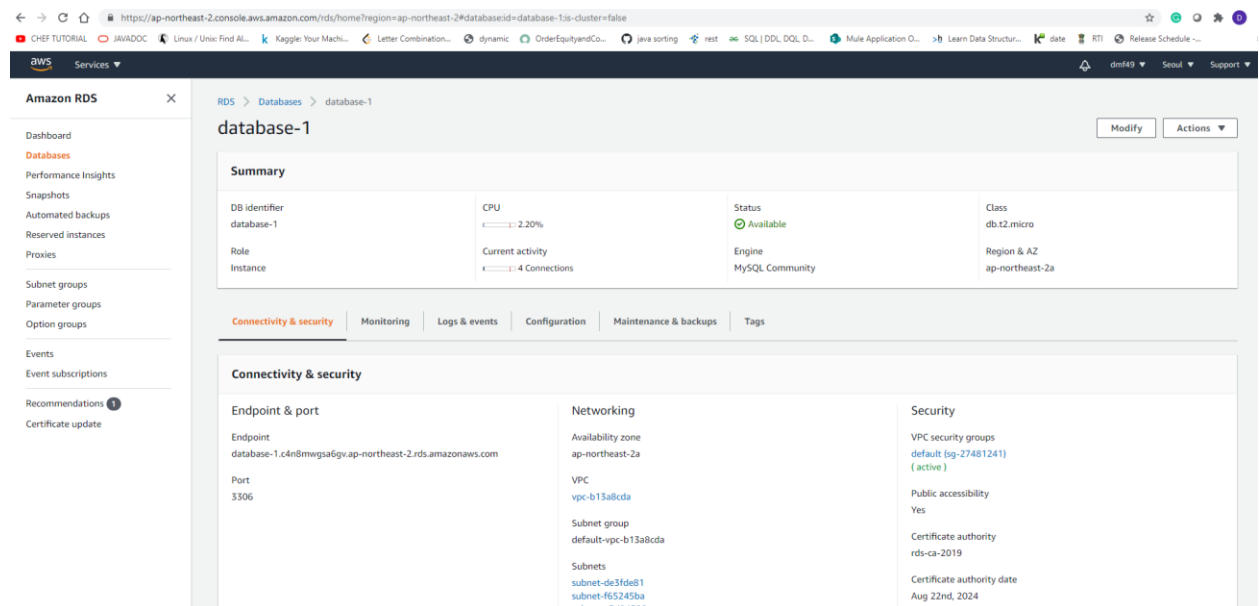 https://ap-northeast-2.console.aws.amazon.com/rds/home?region=ap-northeast-2#database:id=database-1;is-cluster=false
D
CHEF TUTORIAL JAVADOC Linux / Unix: Find Al... Kaggle: Your Machi... Letter Combination... dynamic OrderEquityandCo... java sorting rest SQL | DDL, DQL, D... Mule Application O... Learn Data Structur... date RTI Release Schedule -...
aws Services ▼ dmf49 ▼ Seoul ▼ Support ▼
Amazon RDS
Dashboard
Databases
Performance Insights
Snapshots
Automated backups
Reserved instances
Proxies
Subnet groups
Parameter groups
Option groups
Events
Event subscriptions
Recommendations 1
Certificate update
RDS > Databases > database-1
database-1
Modify Actions ▼
Summary
DB identifier
database-1
CPU
2.20%
Status
Available
Class
db.t2.micro
Role
Instance
Current activity
4 Connections
Engine
MySQL Community
Region & AZ
ap-northeast-2a
Connectivity & security Monitoring Logs & events Configuration Maintenance & backups Tags
Connectivity & security
Endpoint & port
Endpoint
database-1.c4n8mwgsa6gv.ap-northeast-2.rds.amazonaws.com
Port
3306
Networking
Availability zone
ap-northeast-2a
VPC
vpc-b13a8cda
Subnet group
default-vpc-b13a8cda
Subnets
subnet-de3fde81
subnet-f65245ba
Security
VPC security groups
default (sg-27481241)
( active )
Public accessibility
Yes
Certificate authority
rds-ca-2019
Certificate authority date
Aug 22nd, 2024